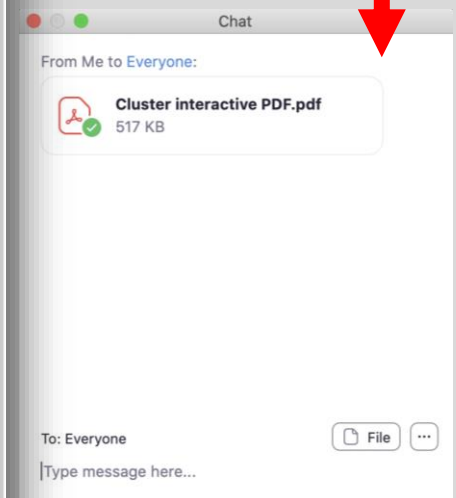 Chat
From Me to Everyone:
Cluster interactive PDF.pdf
517 KB
To: Everyone
File
...
Type message here...